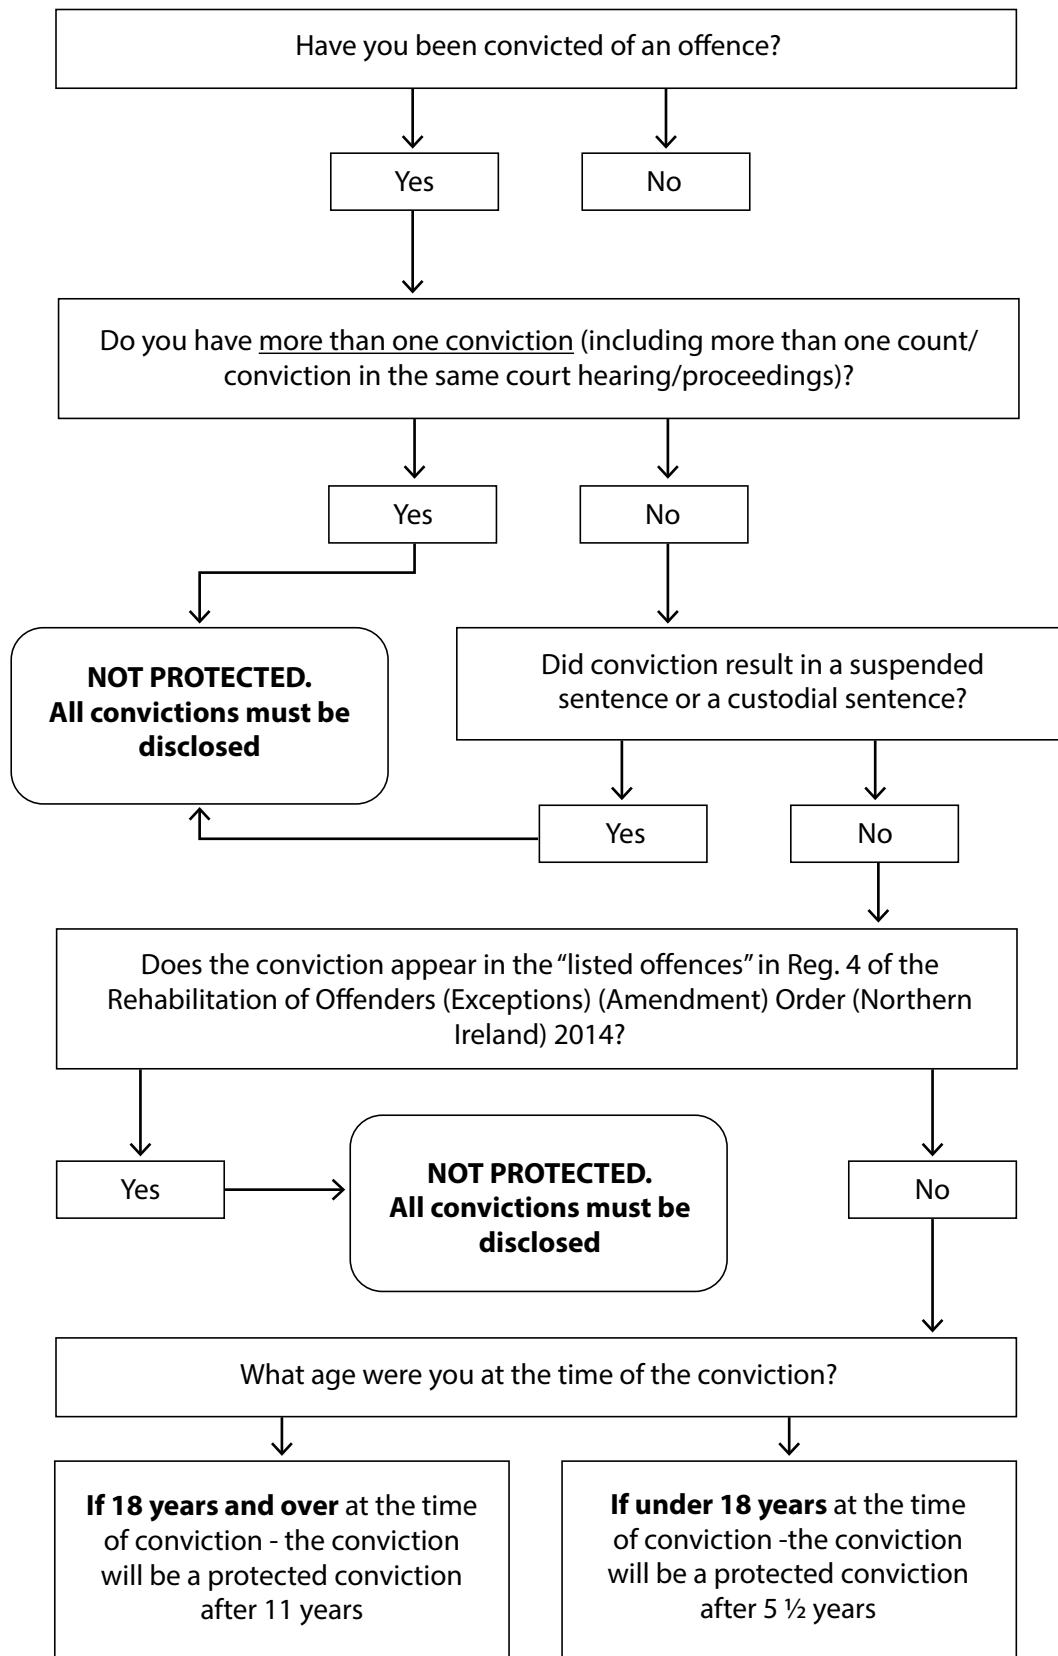 Have you been convicted of an offence?
Yes
No
Do you have more than one conviction (including more than one count/
conviction in the same court hearing/proceedings)?
Yes
No
NOT PROTECTED.
All convictions must be
disclosed
Did conviction result in a suspended
sentence or a custodial sentence?
Yes
No
Does the conviction appear in the “listed offences” in Reg. 4 of the
Rehabilitation of Offenders (Exceptions) (Amendment) Order (Northern
Ireland) 2014?
Yes
NOT PROTECTED.
All convictions must be
disclosed
No
What age were you at the time of the conviction?
If 18 years and over at the time
of conviction - the conviction
will be a protected conviction
after 11 years
If under 18 years at the time
of conviction -the conviction
will be a protected conviction
after 5 ½ years